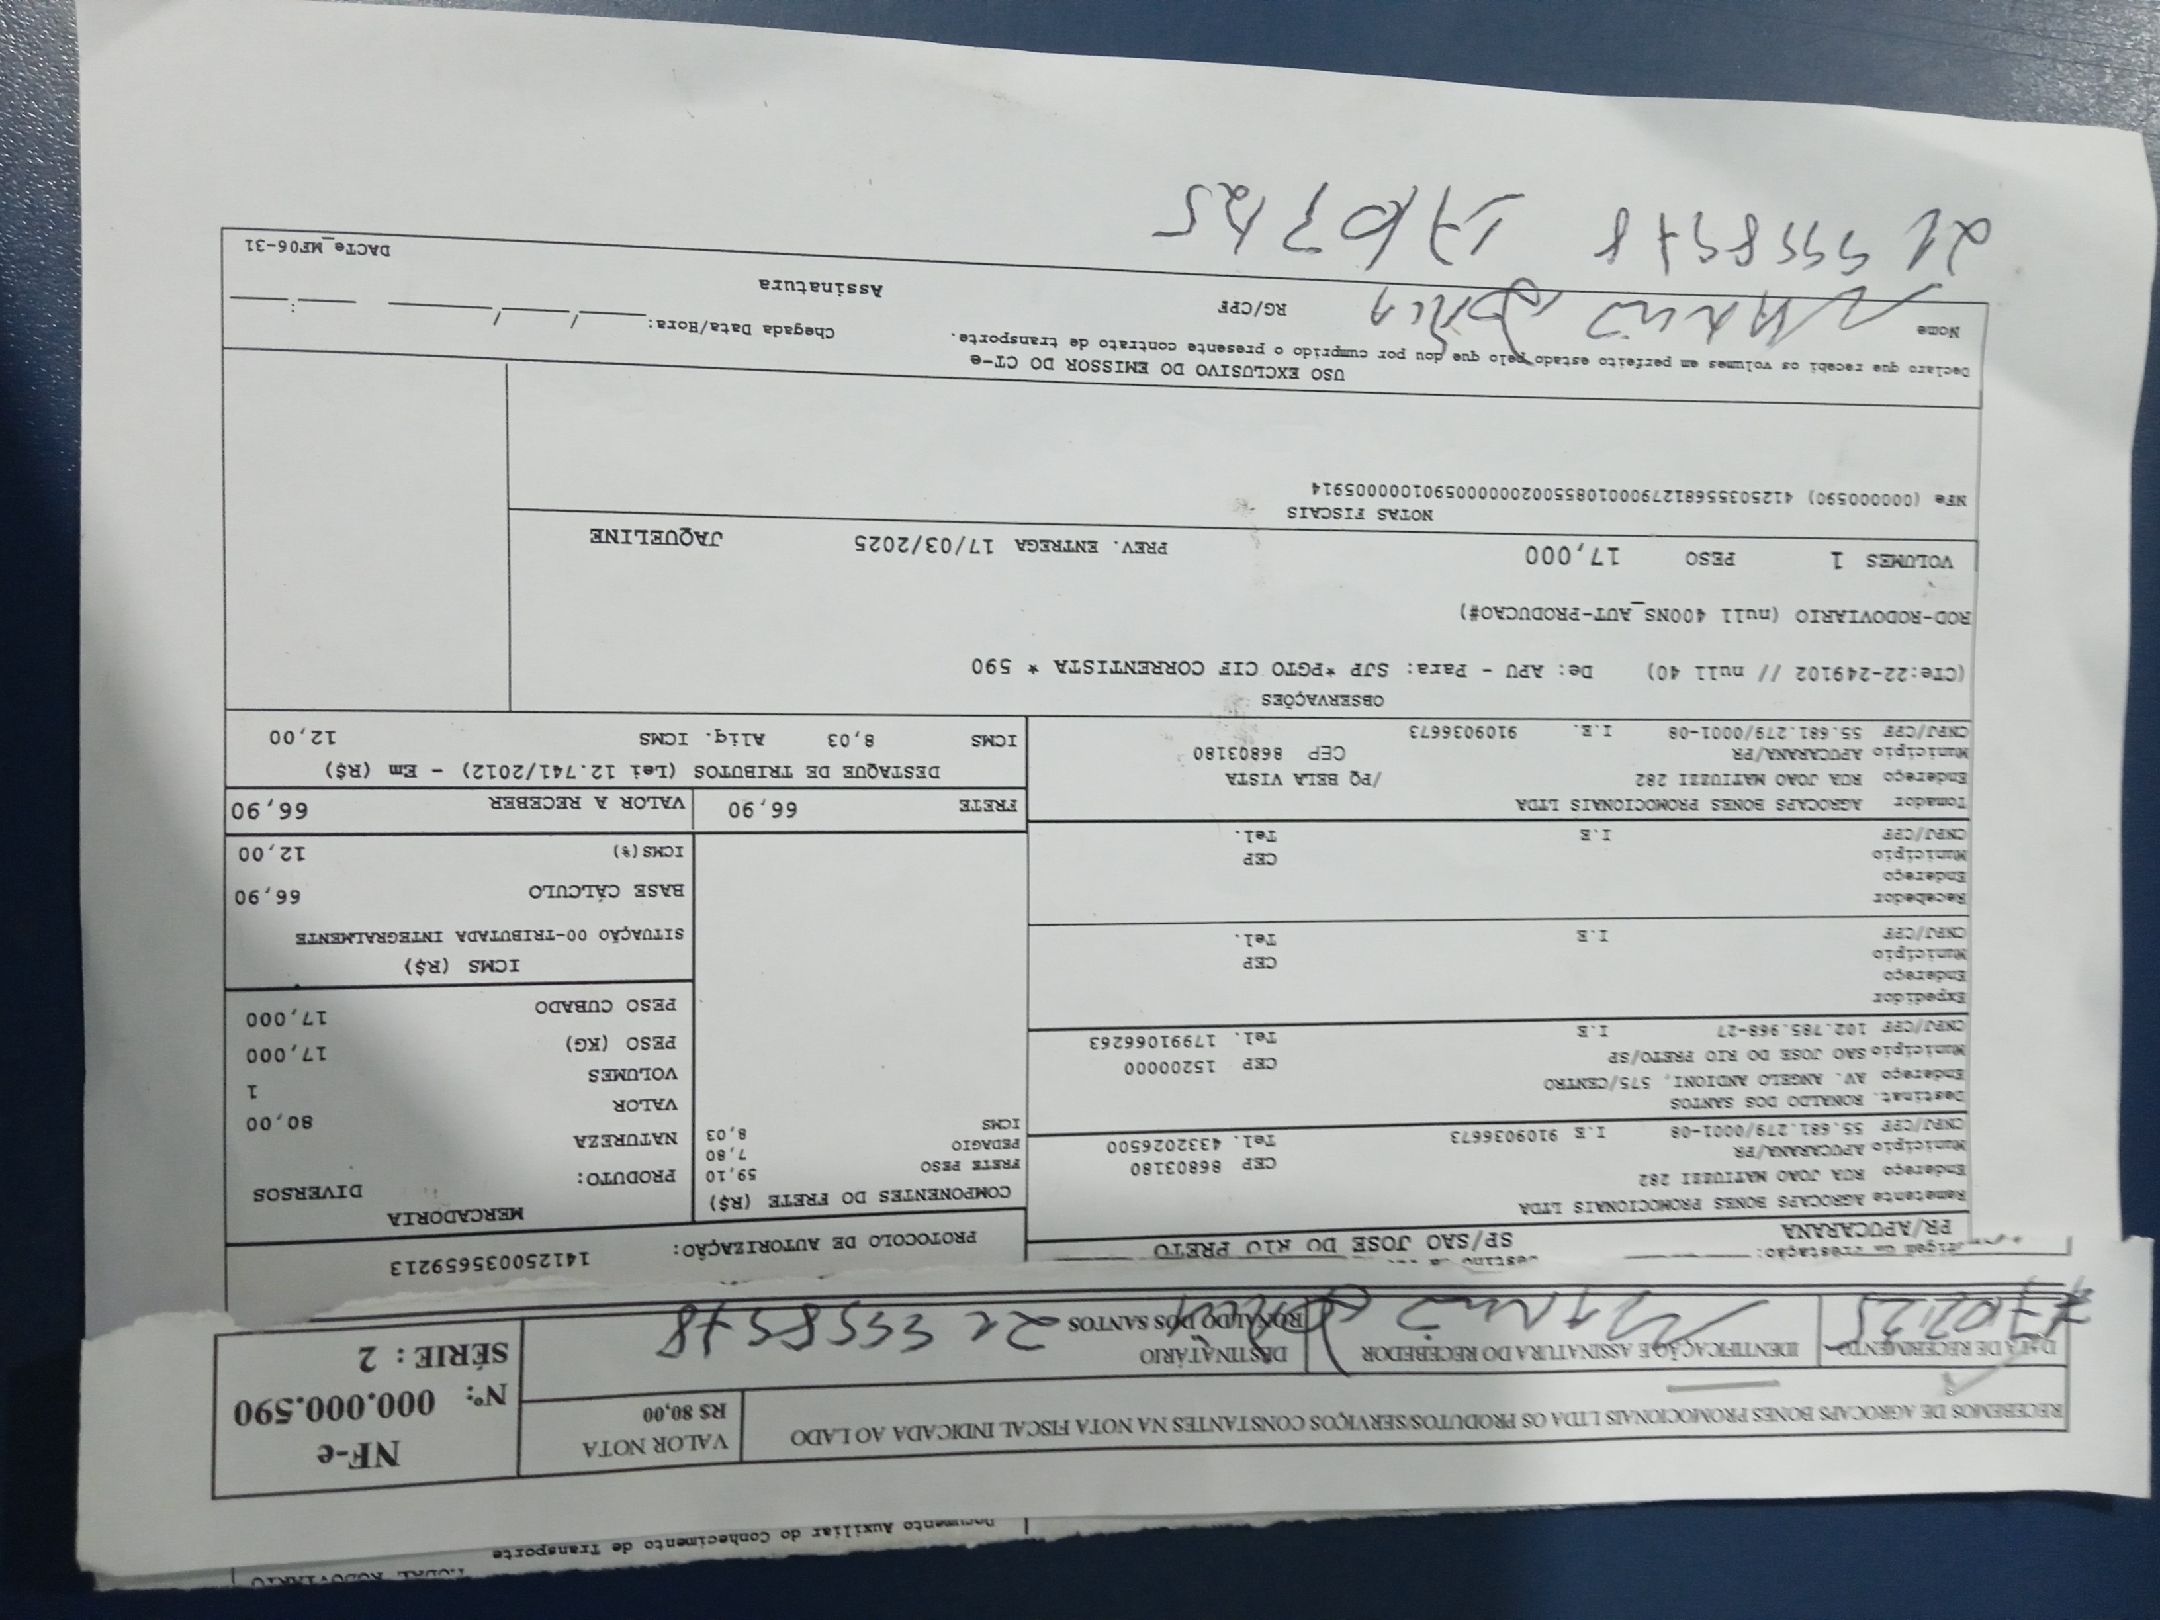 Documento Auxiliar do Conhecimento de Transporte
RECEBEMOS DE AGROCAPS BONES PROMOCIONAIS LTDA OS PRODUTOS/SERVIÇOS CONSTANTES NA NOTA FISCAL INDICADA AO LADO
VALOR NOTA
R$ 80,00
NF-e
Nº: 000.000.590
SÉRIE: 2
DATA DE RECEBIMENTO
IDENTIFICAÇÃO E ASSINATURA DO RECEBEDOR
DESTINATÁRIO
RONALDO DOS SANTOS
21 5558578
PR/APUCARANA
SP/SAO JOSE DO RIO PRETO
PROTOCOLO DE AUTORIZAÇÃO: 141250035659213
Remetente AGROCAPS BONES PROMOCIONAIS LTDA
Endereço RUA JOAO MATIUZZI 282
Município APUCARANA/PR CEP 86803180
CNPJ/CPF 55.681.279/0001-08 I.E 9109036673 Tel. 4332026500
Destinat. RONALDO DOS SANTOS
Endereço AV. ANGELO ANDIONI, 575/CENTRO
Município SAO JOSE DO RIO PRETO/SP CEP 15200000
CNPJ/CPF 102.785.968-27 I.E Tel. 17991066263
Expedidor
Endereço
Município CEP
CNPJ/CPF I.E Tel.
Recebedor
Endereço
Município CEP
CNPJ/CPF I.E Tel.
Tomador AGROCAPS BONES PROMOCIONAIS LTDA
Endereço RUA JOAO MATIUZZI 282 /PQ BELA VISTA
Município APUCARANA/PR CEP 86803180
CNPJ/CPF 55.681.279/0001-08 I.E. 9109036673
COMPONENTES DO FRETE (R$)
FRETE PESO 59,10
PEDAGIO 7,80
ICMS 8,03
MERCADORIA
PRODUTO: DIVERSOS
NATUREZA
VALOR 80,00
VOLUMES 1
PESO (KG) 17,000
PESO CUBADO 17,000
ICMS (R$)
SITUAÇÃO 00-TRIBUTADA INTEGRALMENTE
BASE CÁLCULO 66,90
ICMS(%) 12,00
FRETE 66,90
VALOR A RECEBER 66,90
DESTAQUE DE TRIBUTOS (Lei 12.741/2012) - Em (R$)
ICMS 8,03 Aliq. ICMS 12,00
OBSERVAÇÕES
(CTe:22-249102 // null 40) De: APU - Para: SJP *PGTO CIF CORRENTISTA * 590
ROD-RODOVIARIO (null 400NS_AUT-PRODUCAO#)
VOLUMES 1 PESO 17,000 PREV. ENTREGA 17/03/2025 JAQUELINE
NOTAS FISCAIS
NFe (000000590) 41250355681279000108550020000005901000005914
USO EXCLUSIVO DO EMISSOR DO CT-e
Declaro que recebi os volumes em perfeito estado pelo que dou por cumprido o presente contrato de transporte.
Nome RG/CPF Assinatura Chegada Data/Hora: ____/____/____ ____:____
DACTe_MF06-31
21 5558578 17/03/25